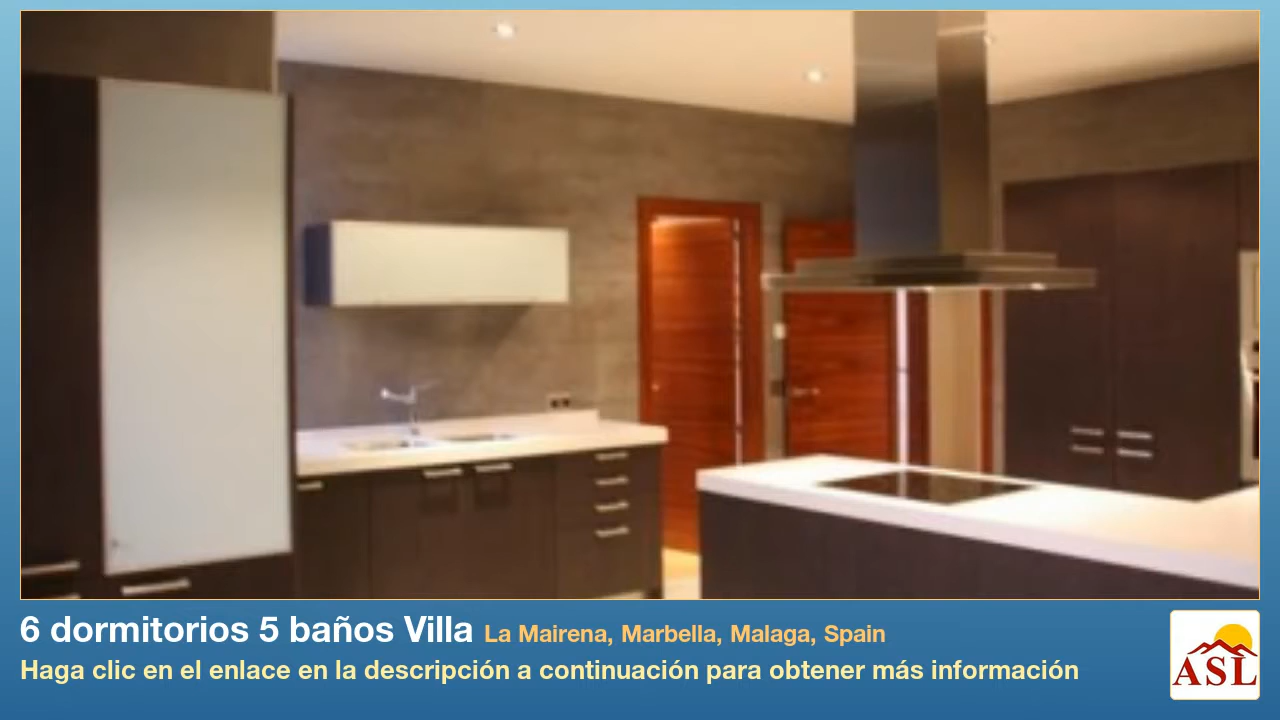 6 dormitorios 5 baños Villa La Mairena, Marbella, Malaga, Spain
Haga clic en el enlace en la descripción a continuación para obtener más información
ASL